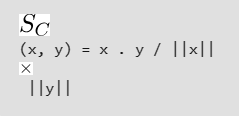 S_C
(x, y) = x . y / ||x||
×
||y||